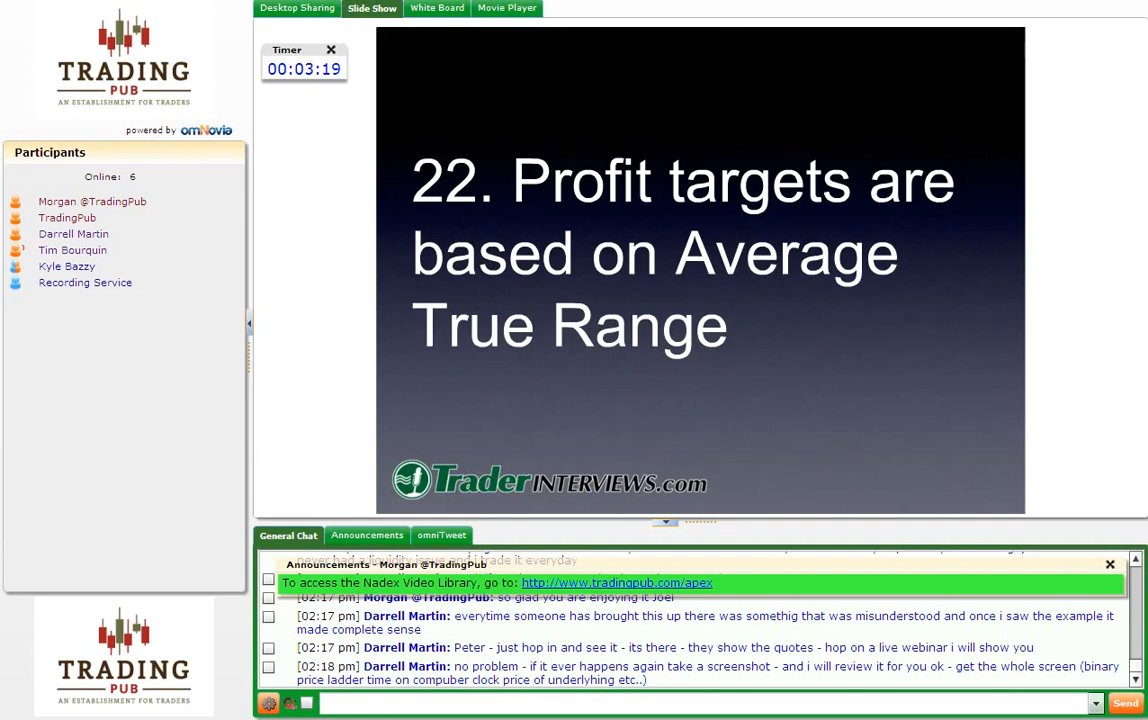 Desktop Sharing
Slide Show
White Board
Movie Player
TRADING
PUB
AN ESTABLISHMENT FOR TRADERS
powered by omNovia
Participants
Online: 6
Morgan @TradingPub
TradingPub
Darrell Martin
Tim Bourquin
Kyle Bazzy
Recording Service
TRADING
PUB
AN ESTABLISHMENT FOR TRADERS
Timer
00:03:19
22. Profit targets are
based on Average
True Range
TraderINTERVIEWS.com
General Chat
Announcements
omniTweet
never had a liquidity issue and i trade it everyday
Announcements - Morgan @TradingPub
To access the Nadex Video Library, go to: http://www.tradingpub.com/apex
[02:17 pm] Morgan @TradingPub: so glad you are enjoying it Joel
[02:17 pm] Darrell Martin: everytime someone has brought this up there was somethig that was misunderstood and once i saw the example it
made complete sense
[02:17 pm] Darrell Martin: Peter - just hop in and see it - its there - they show the quotes - hop on a live webinar i will show you
[02:18 pm] Darrell Martin: no problem - if it ever happens again take a screenshot - and i will review it for you ok - get the whole screen (binary
price ladder time on compuber clock price of underlyhing etc..)
Send